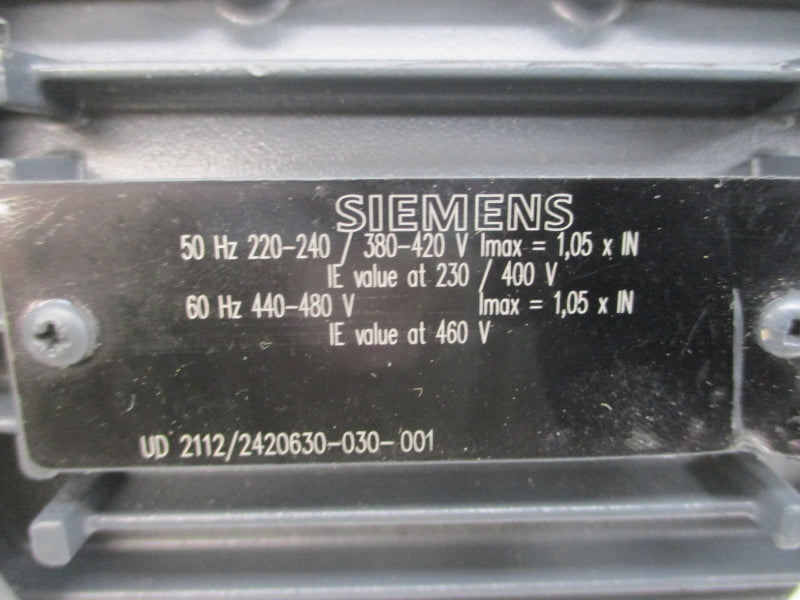 SIEMENS
50 Hz 220-240 / 380-420 V Imax = 1,05 x IN
IE value at 230 / 400 V
60 Hz 440-480 V Imax = 1,05 x IN
IE value at 460 V
UD 2112/2420630-030-001